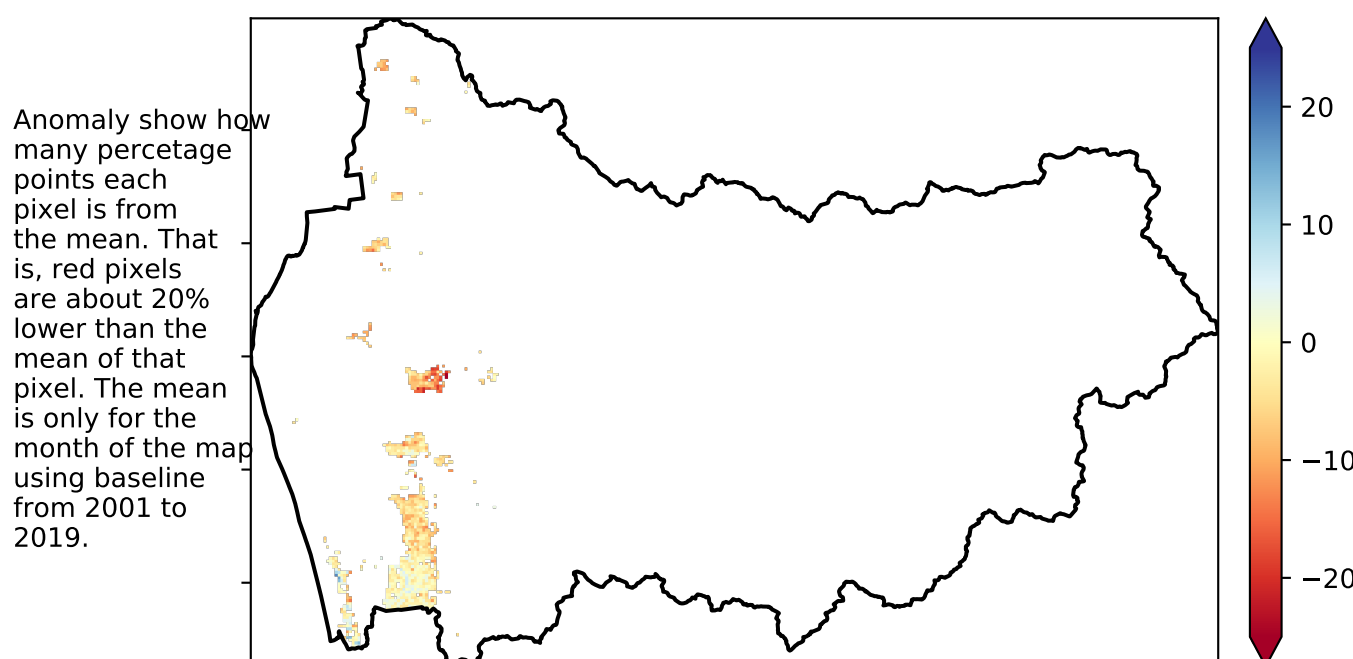 Anomaly show how
many percetage
points each
pixel is from
the mean. That
is, red pixels
are about 20%
lower than the
mean of that
pixel. The mean
is only for the
month of the map
using baseline
from 2001 to
2019.
20
10
0
−10
−20